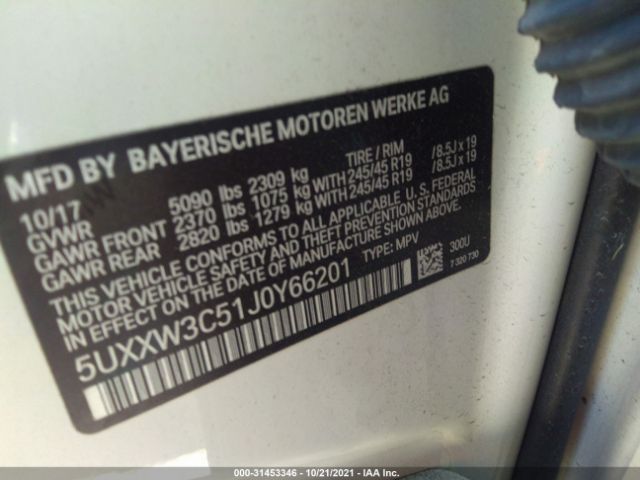 MFD BY BAYERISCHE MOTOREN WERKE AG
10/17
GVWR 5090 lbs 2309 kg TIRE / RIM
GAWR FRONT 2370 lbs 1075 kg WITH 245/45 R19 /8.5J x 19
GAWR REAR 2820 lbs 1279 kg WITH 245/45 R19 /8.5J x 19
THIS VEHICLE CONFORMS TO ALL APPLICABLE U. S. FEDERAL
MOTOR VEHICLE SAFETY AND THEFT PREVENTION STANDARDS
IN EFFECT ON THE DATE OF MANUFACTURE SHOWN ABOVE.
5UXXW3C51J0Y66201 TYPE: MPV
300U
7 320 730
000-31453346 - 10/21/2021 - IAA Inc.